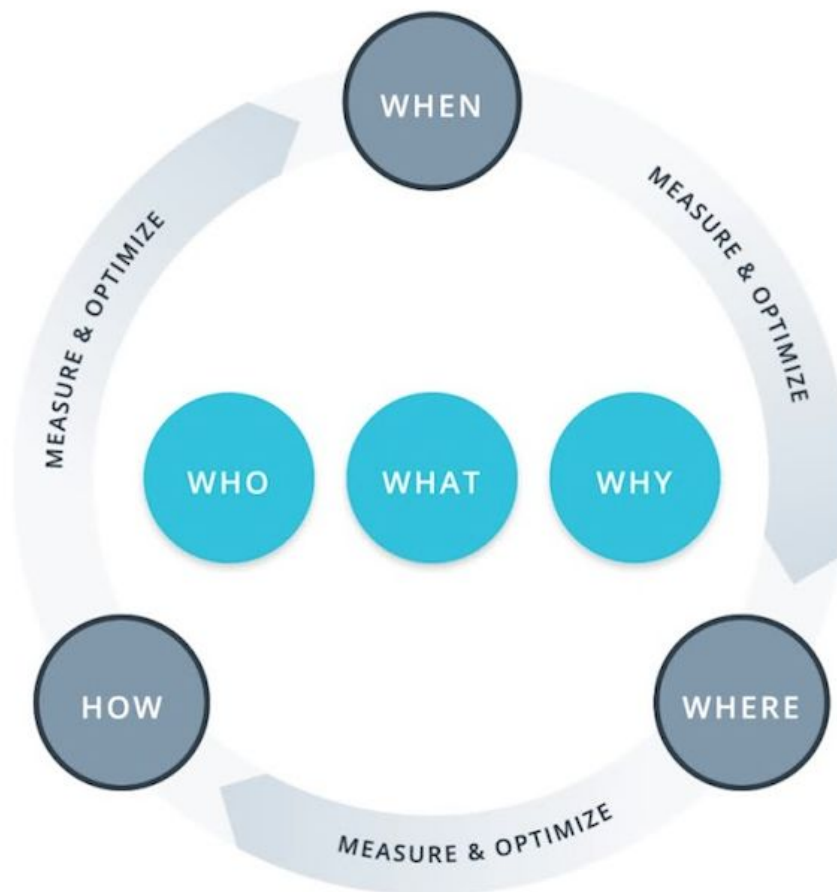 WHEN
MEASURE & OPTIMIZE
MEASURE & OPTIMIZE
WHO
WHAT
WHY
HOW
WHERE
MEASURE & OPTIMIZE